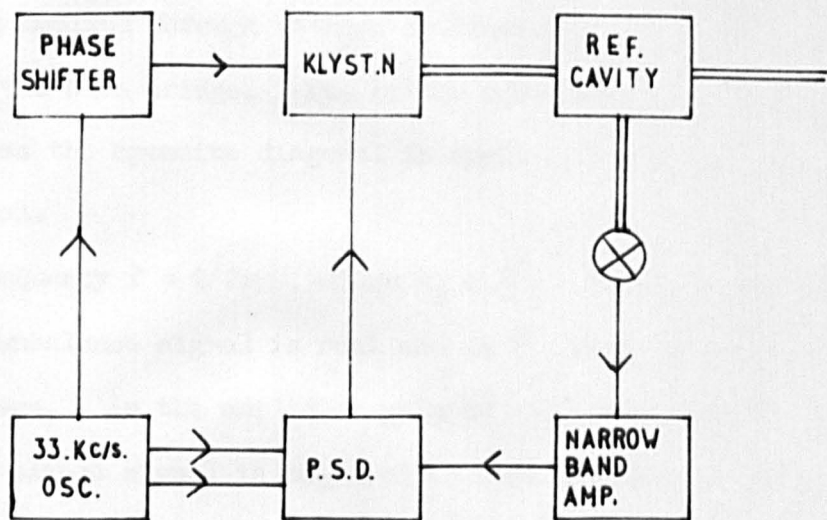 PHASE
SHIFTER
KLYST.N
REF.
CAVITY
33.KC/S.
OSC.
P.S.D.
NARROW
BAND
AMP.